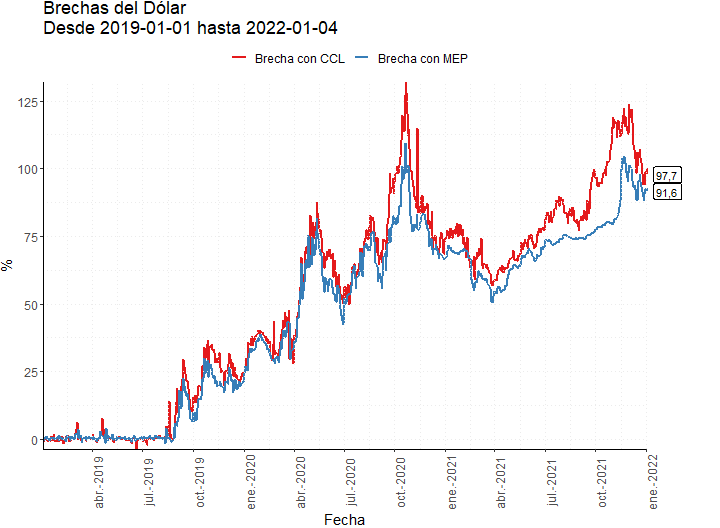 Brechas del Dólar
Desde 2019-01-01 hasta 2022-01-04
Brecha con CCL
Brecha con MEP
%
125
100
75
50
25
0
97,7
91,6
abr.-2019
jul.-2019
oct.-2019
ene.-2020
abr.-2020
jul.-2020
oct.-2020
ene.-2021
abr.-2021
jul.-2021
oct.-2021
ene.-2022
Fecha